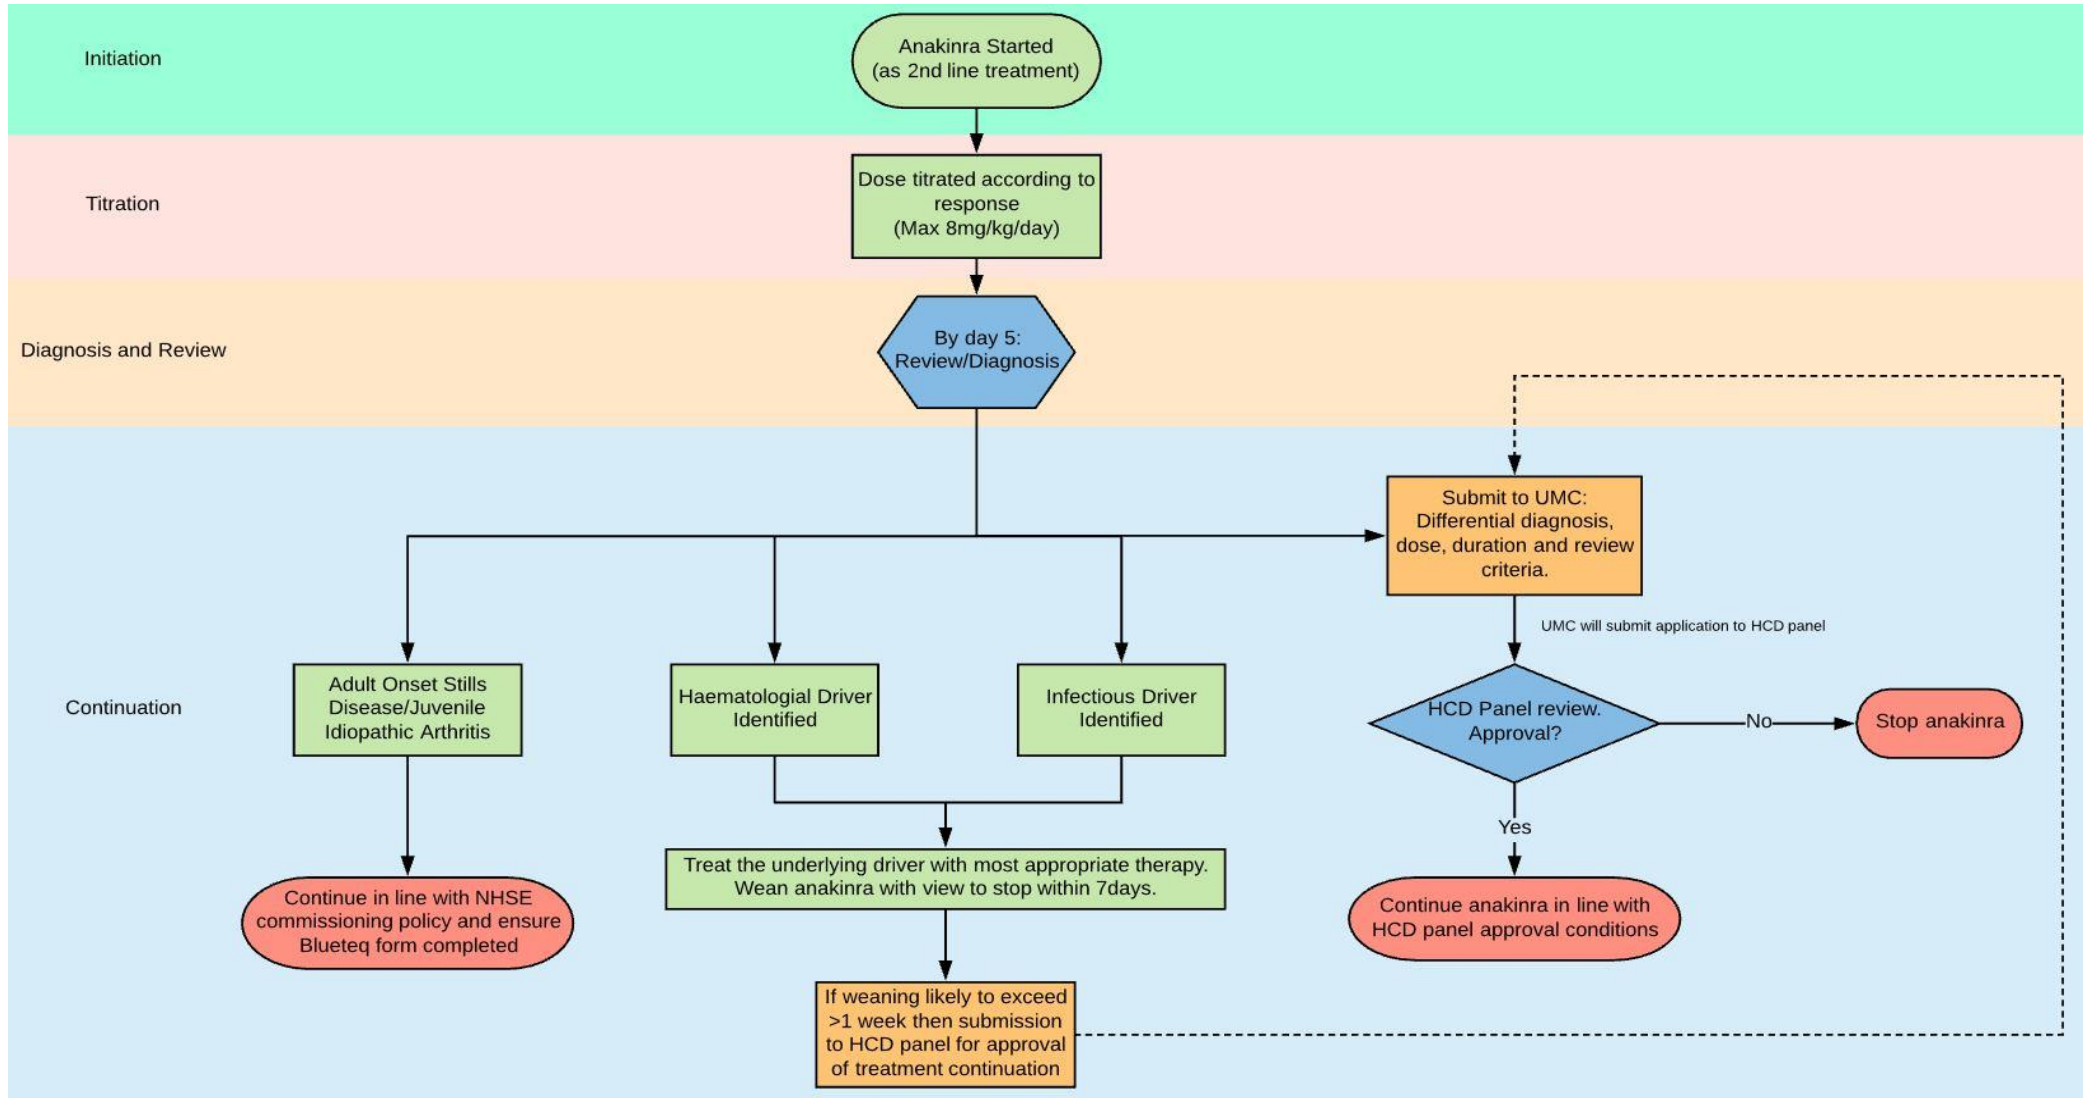 Initiation
Anakinra Started
(as 2nd line treatment)
Titration
Dose titrated according to
response
(Max 8mg/kg/day)
Diagnosis and Review
By day 5:
Review/Diagnosis
Submit to UMC:
Differential diagnosis,
dose, duration and review
criteria.
UMC will submit application to HCD panel
Continuation
Adult Onset Stills
Disease/Juvenile
Idiopathic Arthritis
Haematologial Driver
Identified
Infectious Driver
Identified
HCD Panel review.
Approval?
No
Stop anakinra
Yes
Treat the underlying driver with most appropriate therapy.
Wean anakinra with view to stop within 7days.
Continue in line with NHSE
commissioning policy and ensure
Blueteq form completed
Continue anakinra in line with
HCD panel approval conditions
If weaning likely to exceed
>1 week then submission
to HCD panel for approval
of treatment continuation